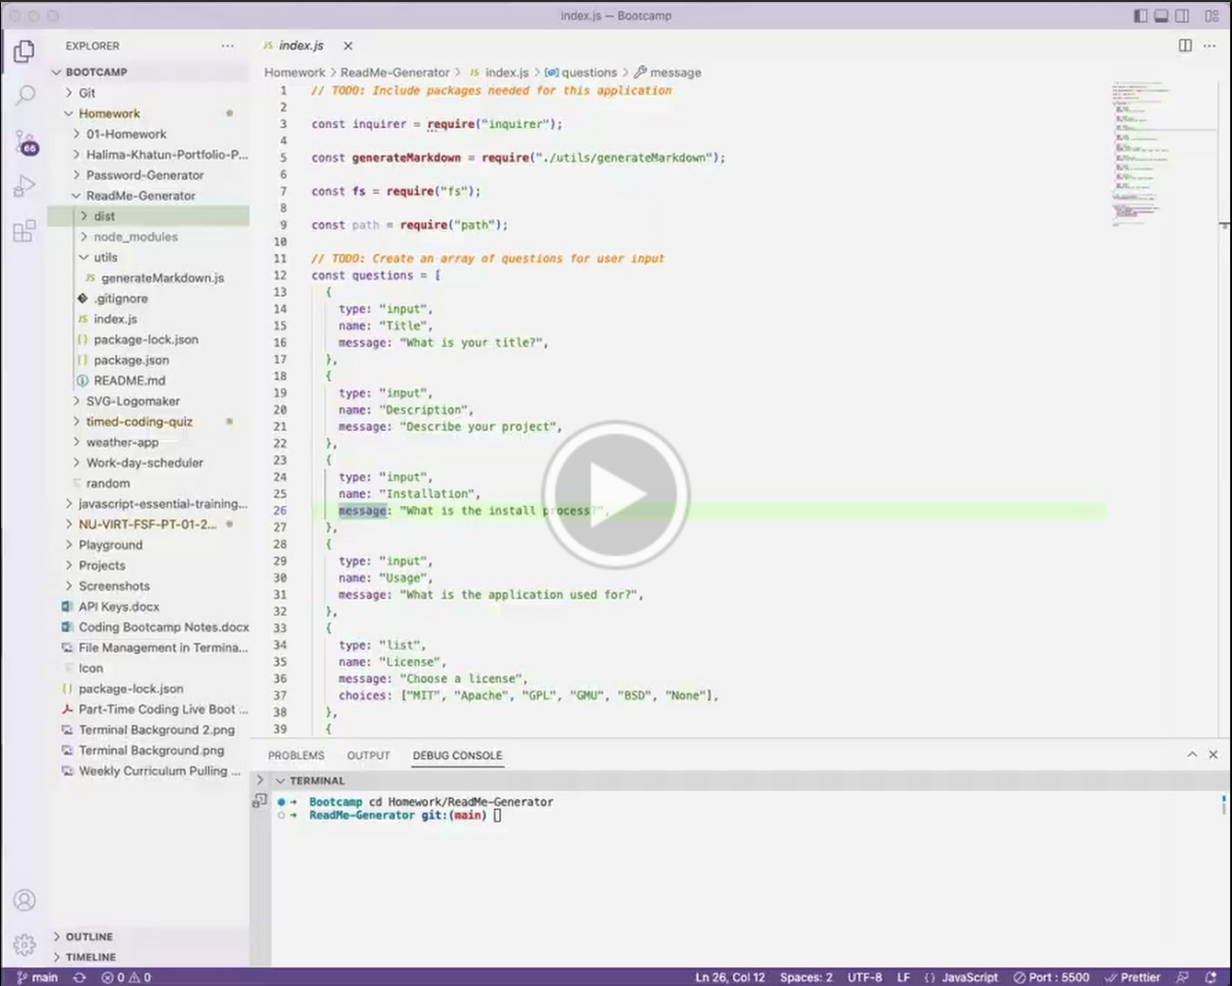 index.js — Bootcamp
EXPLORER
BOOTCAMP
Git
Homework
01-Homework
Halima-Khatun-Portfolio-P...
Password-Generator
ReadMe-Generator
dist
node_modules
utils
JS generateMarkdown.js
.gitignore
JS index.js
{} package-lock.json
{} package.json
README.md
SVG-Logomaker
timed-coding-quiz
weather-app
Work-day-scheduler
random
javascript-essential-training...
NU-VIRT-FSF-PT-01-2...
Playground
Projects
Screenshots
API Keys.docx
Coding Bootcamp Notes.docx
File Management in Termina...
Icon
{} package-lock.json
Part-Time Coding Live Boot ...
Terminal Background 2.png
Terminal Background.png
Weekly Curriculum Pulling ...
OUTLINE
TIMELINE
66
JS index.js
Homework > ReadMe-Generator > JS index.js > questions > message
1 // TODO: Include packages needed for this application
2
3 const inquirer = require("inquirer");
4
5 const generateMarkdown = require("./utils/generateMarkdown");
6
7 const fs = require("fs");
8
9 const path = require("path");
10
11 // TODO: Create an array of questions for user input
12 const questions = [
13 {
14 type: "input",
15 name: "Title",
16 message: "What is your title?",
17 },
18 {
19 type: "input",
20 name: "Description",
21 message: "Describe your project",
22 },
23 {
24 type: "input",
25 name: "Installation",
26 message: "What is the install process?",
27 },
28 {
29 type: "input",
30 name: "Usage",
31 message: "What is the application used for?",
32 },
33 {
34 type: "list",
35 name: "License",
36 message: "Choose a license",
37 choices: ["MIT", "Apache", "GPL", "GMU", "BSD", "None"],
38 },
39 {
PROBLEMS OUTPUT DEBUG CONSOLE
TERMINAL
Bootcamp cd Homework/ReadMe-Generator
ReadMe-Generator git:(main)
main 0 0 Ln 26, Col 12 Spaces: 2 UTF-8 LF {} JavaScript Port : 5500 Prettier